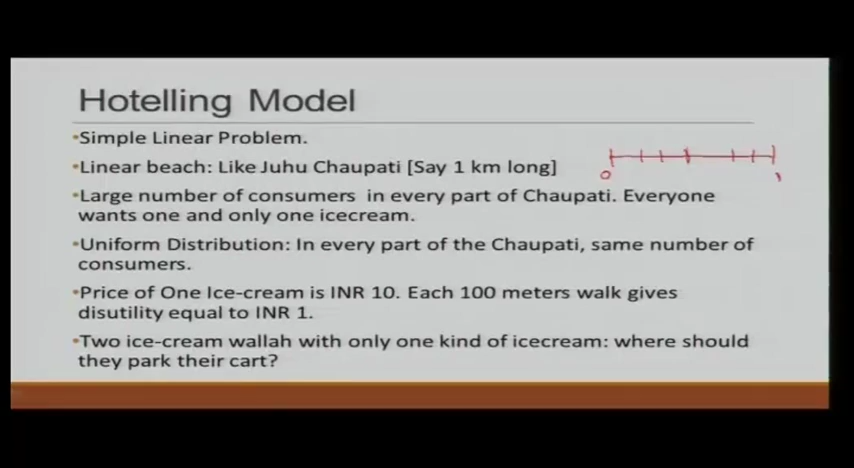 Hotelling Model
•Simple Linear Problem.
•Linear beach: Like Juhu Chaupati [Say 1 km long]
0 1
•Large number of consumers in every part of Chaupati. Everyone
wants one and only one icecream.
•Uniform Distribution: In every part of the Chaupati, same number of
consumers.
•Price of One Ice-cream is INR 10. Each 100 meters walk gives
disutility equal to INR 1.
•Two ice-cream wallah with only one kind of icecream: where should
they park their cart?